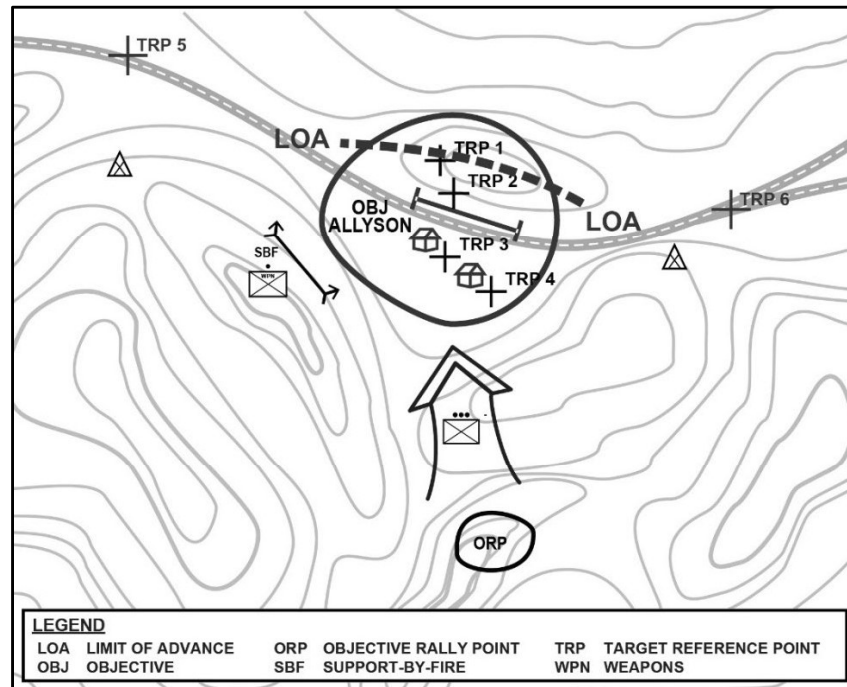 TRP 5
LOA
TRP 1
TRP 2
OBJ
ALLYSON
LOA
TRP 6
SBF
WPN
TRP 3
TRP 4
ORP
LEGEND
LOA LIMIT OF ADVANCE ORP OBJECTIVE RALLY POINT TRP TARGET REFERENCE POINT
OBJ OBJECTIVE SBF SUPPORT-BY-FIRE WPN WEAPONS